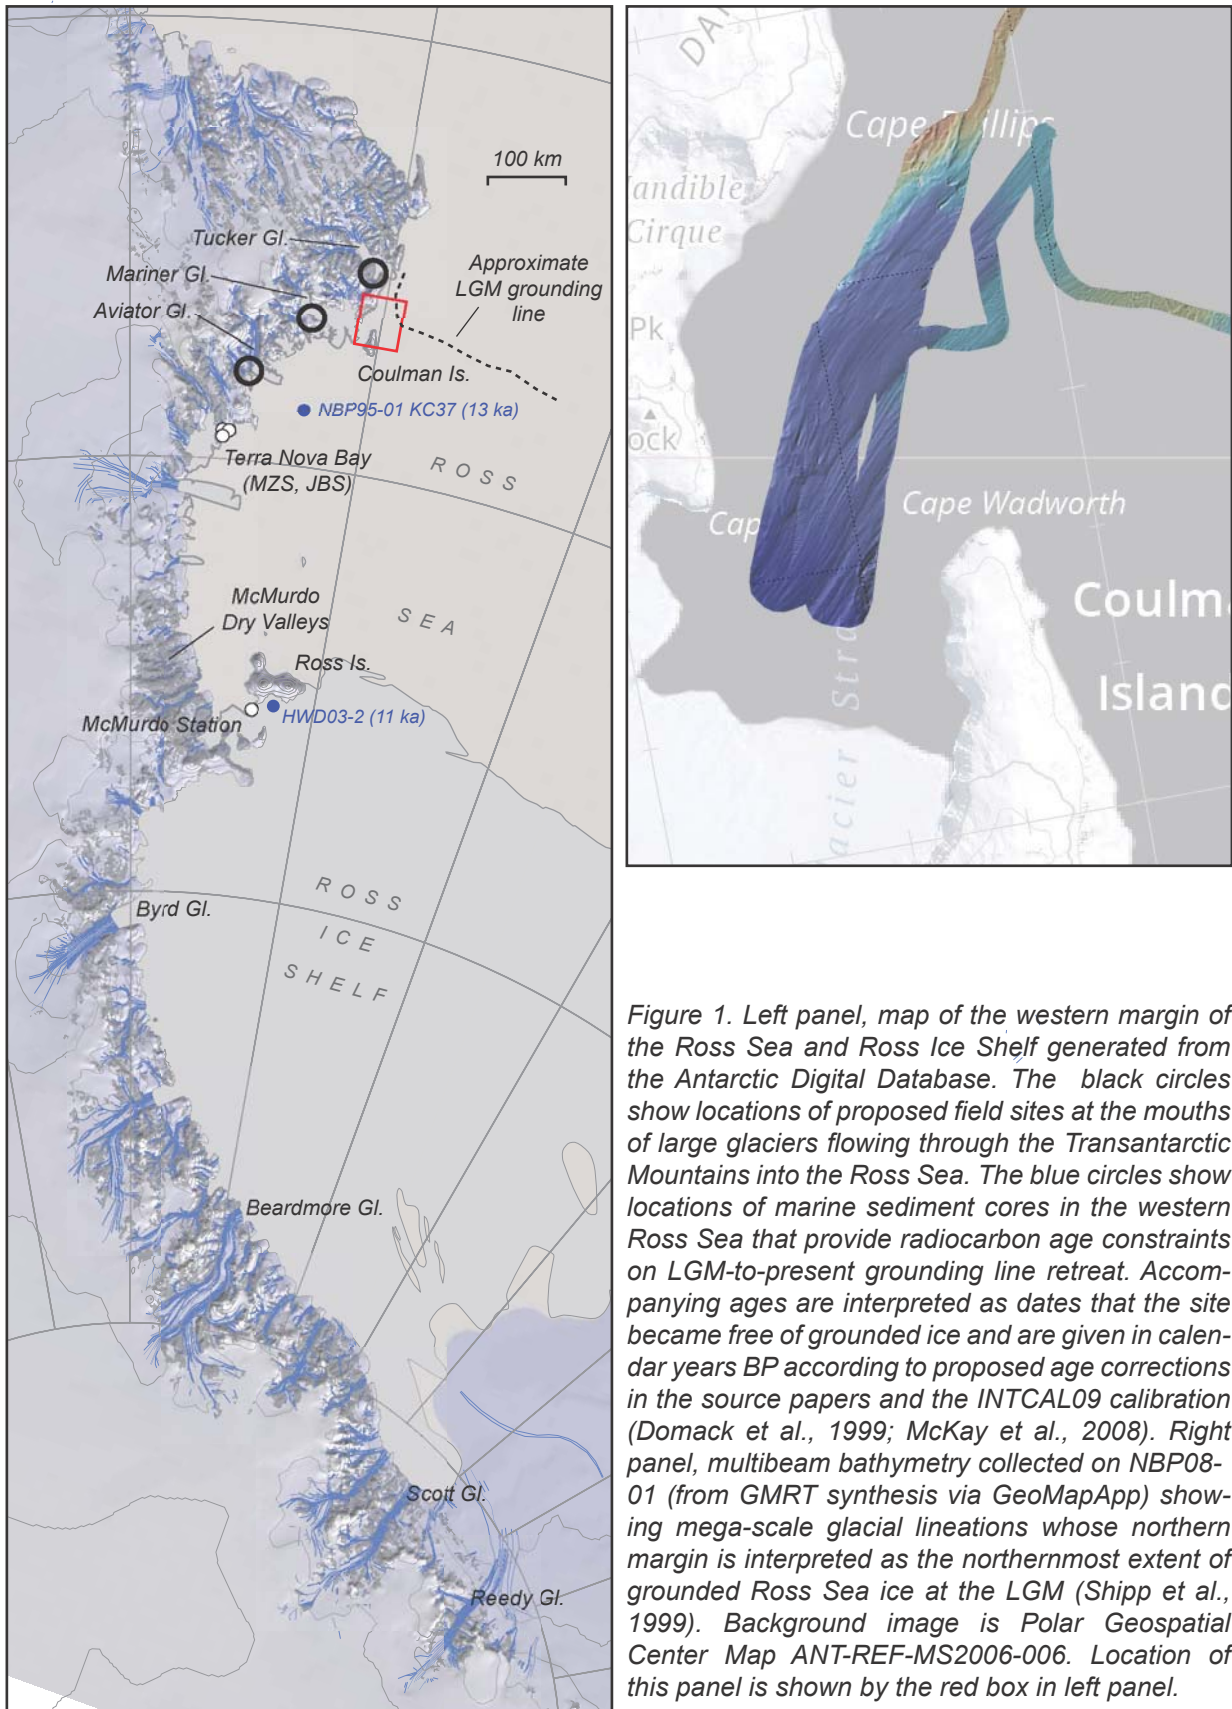 100 km
Tucker Gl.
Mariner Gl.
Aviator Gl.
Approximate
LGM grounding
line
Coulman Is.
NBP95-01 KC37 (13 ka)
Terra Nova Bay
(MZS, JBS)
ROSS
SEA
McMurdo
Dry Valleys
Ross Is.
HWD03-2 (11 ka)
McMurdo Station
ROSS
ICE
SHELF
Byrd Gl.
Beardmore Gl.
Scott Gl.
Reedy Gl.
DA
Cape Phillips
andible
Cirque
Pk
ock
Cap
Cape Wadworth
Coulm
Island
acier Stra
Figure 1. Left panel, map of the western margin of
the Ross Sea and Ross Ice Shelf generated from
the Antarctic Digital Database. The black circles
show locations of proposed field sites at the mouths
of large glaciers flowing through the Transantarctic
Mountains into the Ross Sea. The blue circles show
locations of marine sediment cores in the western
Ross Sea that provide radiocarbon age constraints
on LGM-to-present grounding line retreat. Accom-
panying ages are interpreted as dates that the site
became free of grounded ice and are given in calen-
dar years BP according to proposed age corrections
in the source papers and the INTCAL09 calibration
(Domack et al., 1999; McKay et al., 2008). Right
panel, multibeam bathymetry collected on NBP08-
01 (from GMRT synthesis via GeoMapApp) show-
ing mega-scale glacial lineations whose northern
margin is interpreted as the northernmost extent of
grounded Ross Sea ice at the LGM (Shipp et al.,
1999). Background image is Polar Geospatial
Center Map ANT-REF-MS2006-006. Location of
this panel is shown by the red box in left panel.